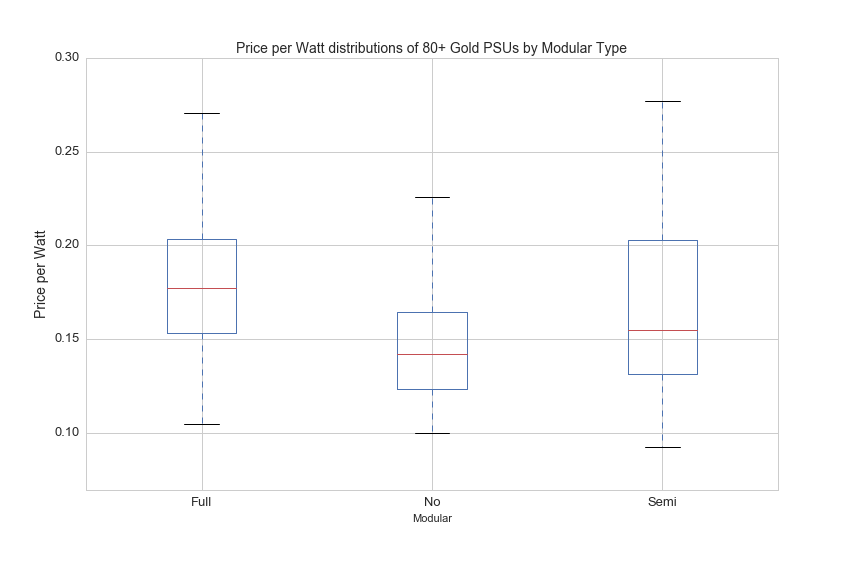 Price per Watt distributions of 80+ Gold PSUs by Modular Type
0.30
0.25
0.20
0.15
0.10
Price per Watt
Full
No
Semi
Modular